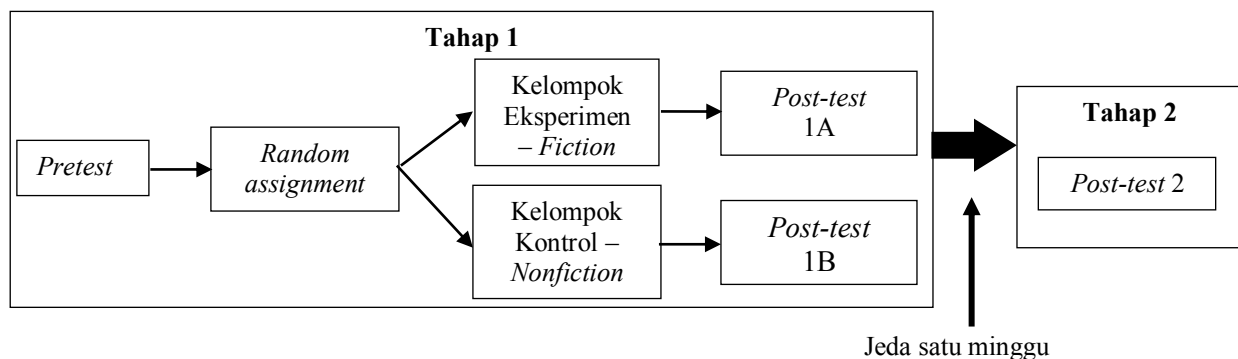 Tahap 1
Pretest
Random
assignment
Kelompok
Eksperimen
– Fiction
Post-test
1A
Kelompok
Kontrol –
Nonfiction
Post-test
1B
Tahap 2
Post-test 2
Jeda satu minggu